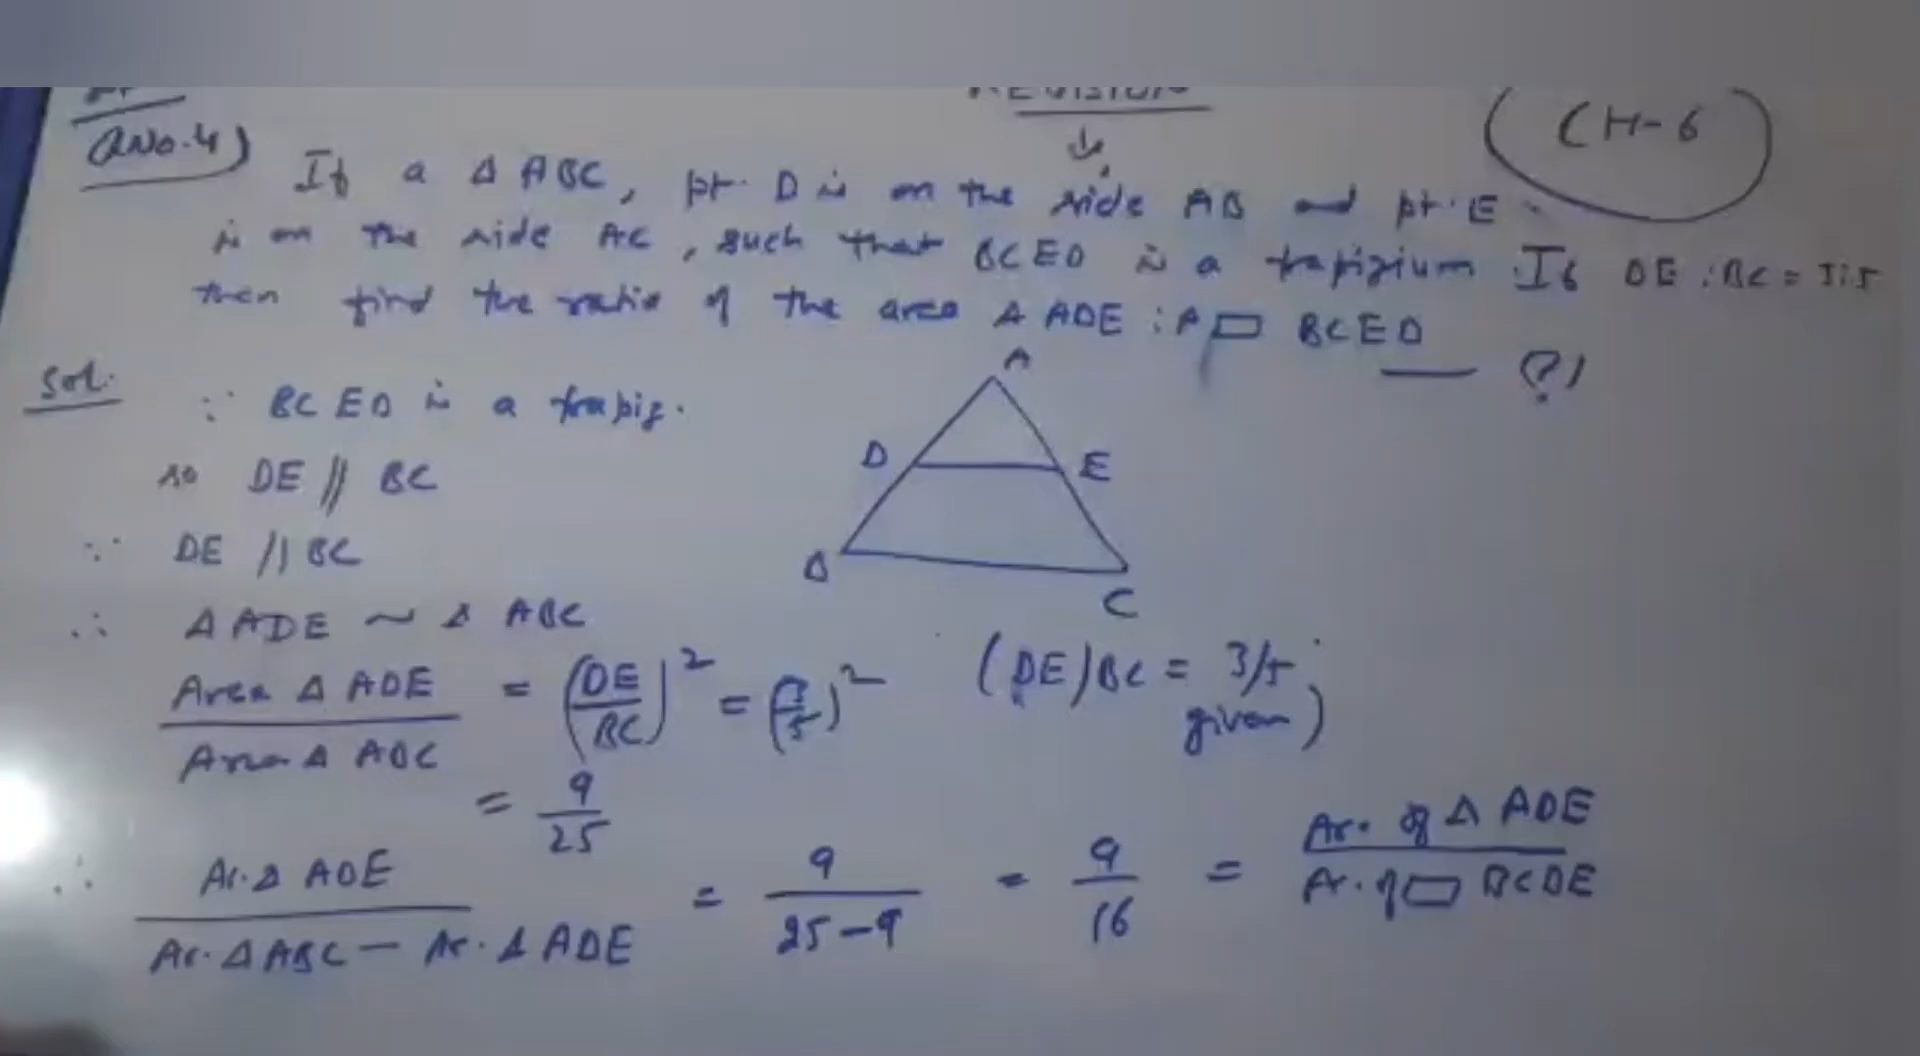 REVISION
(CH-6)
QNO.4) If a Δ ABC, pt. D is on the side AB and pt. E
is on the side AC, such that BCED is a trapizium. If DE : BC = 3:5
then find the ratio of the area Δ ADE : ▭ BCED — ?
Sol. ∵ BCED is a trapiz.
so DE || BC
∵ DE || BC
∴ Δ ADE ~ Δ ABC
Area Δ ADE / Area Δ ABC = (DE/BC)² = (3/5)² (DE/BC = 3/5 given)
= 9/25
∴ Ar. Δ ADE / Ar. Δ ABC – Ar. Δ ADE = 9/25-9 = 9/16 = Ar. of Δ ADE / Ar. of ▭ BCDE
A
D E
B
C